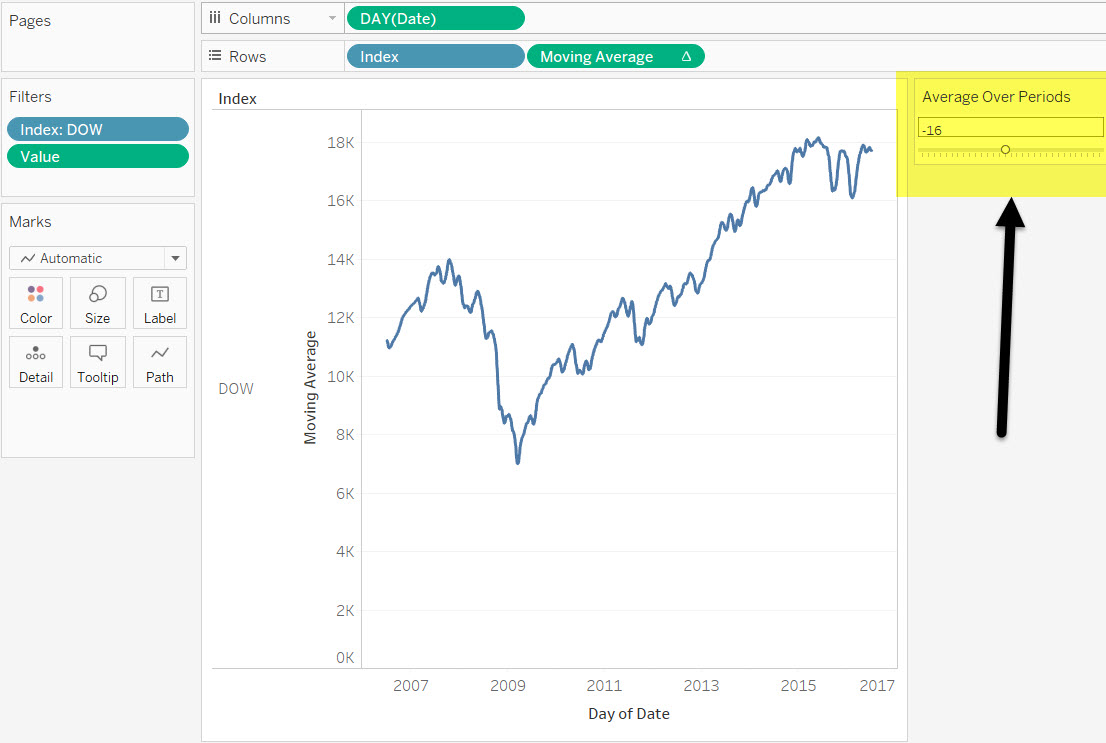 Pages
Columns
DAY(Date)
Rows
Index
Moving Average Δ
Filters
Index: DOW
Value
Marks
Automatic
Color
Size
T
Label
Detail
Tooltip
Path
Index
DOW
Moving Average
18K
16K
14K
12K
10K
8K
6K
4K
2K
0K
2007
2009
2011
2013
2015
2017
Day of Date
Average Over Periods
-16